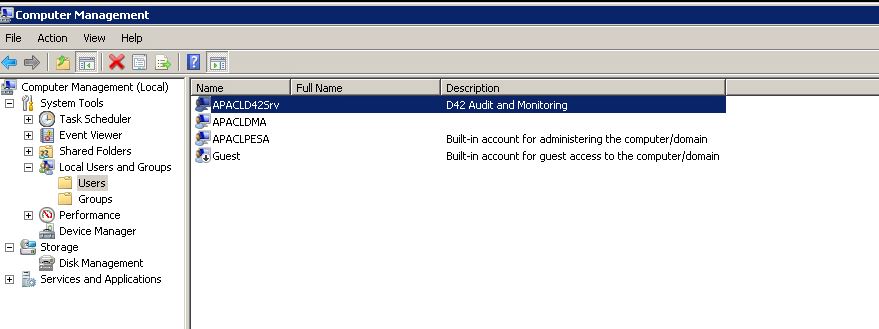 Computer Management
File Action View Help
Computer Management (Local)
System Tools
Task Scheduler
Event Viewer
Shared Folders
Local Users and Groups
Users
Groups
Performance
Device Manager
Storage
Disk Management
Services and Applications
Name Full Name Description
APACLD42Srv D42 Audit and Monitoring
APACLDMA
APACLPESA Built-in account for administering the computer/domain
Guest Built-in account for guest access to the computer/domain